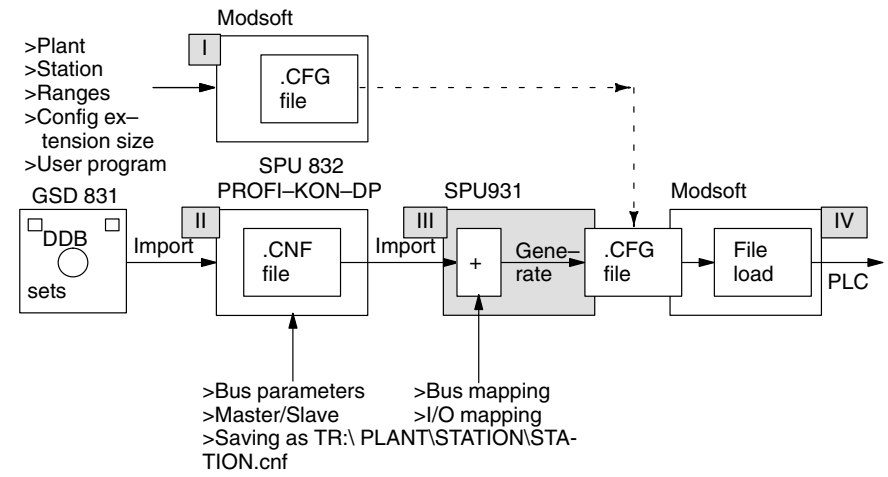 Modsoft
I
>Plant
>Station
>Ranges
>Config ex–
tension size
>User program
.CFG
file
GSD 831
DDB
sets
Import
SPU 832
PROFI–KON–DP
II
.CNF
file
Import
SPU931
III
+
Gene–
rate
.CFG
file
Modsoft
IV
File
load
PLC
>Bus parameters
>Master/Slave
>Saving as TR:\ PLANT\STATION\STA-
TION.cnf
>Bus mapping
>I/O mapping